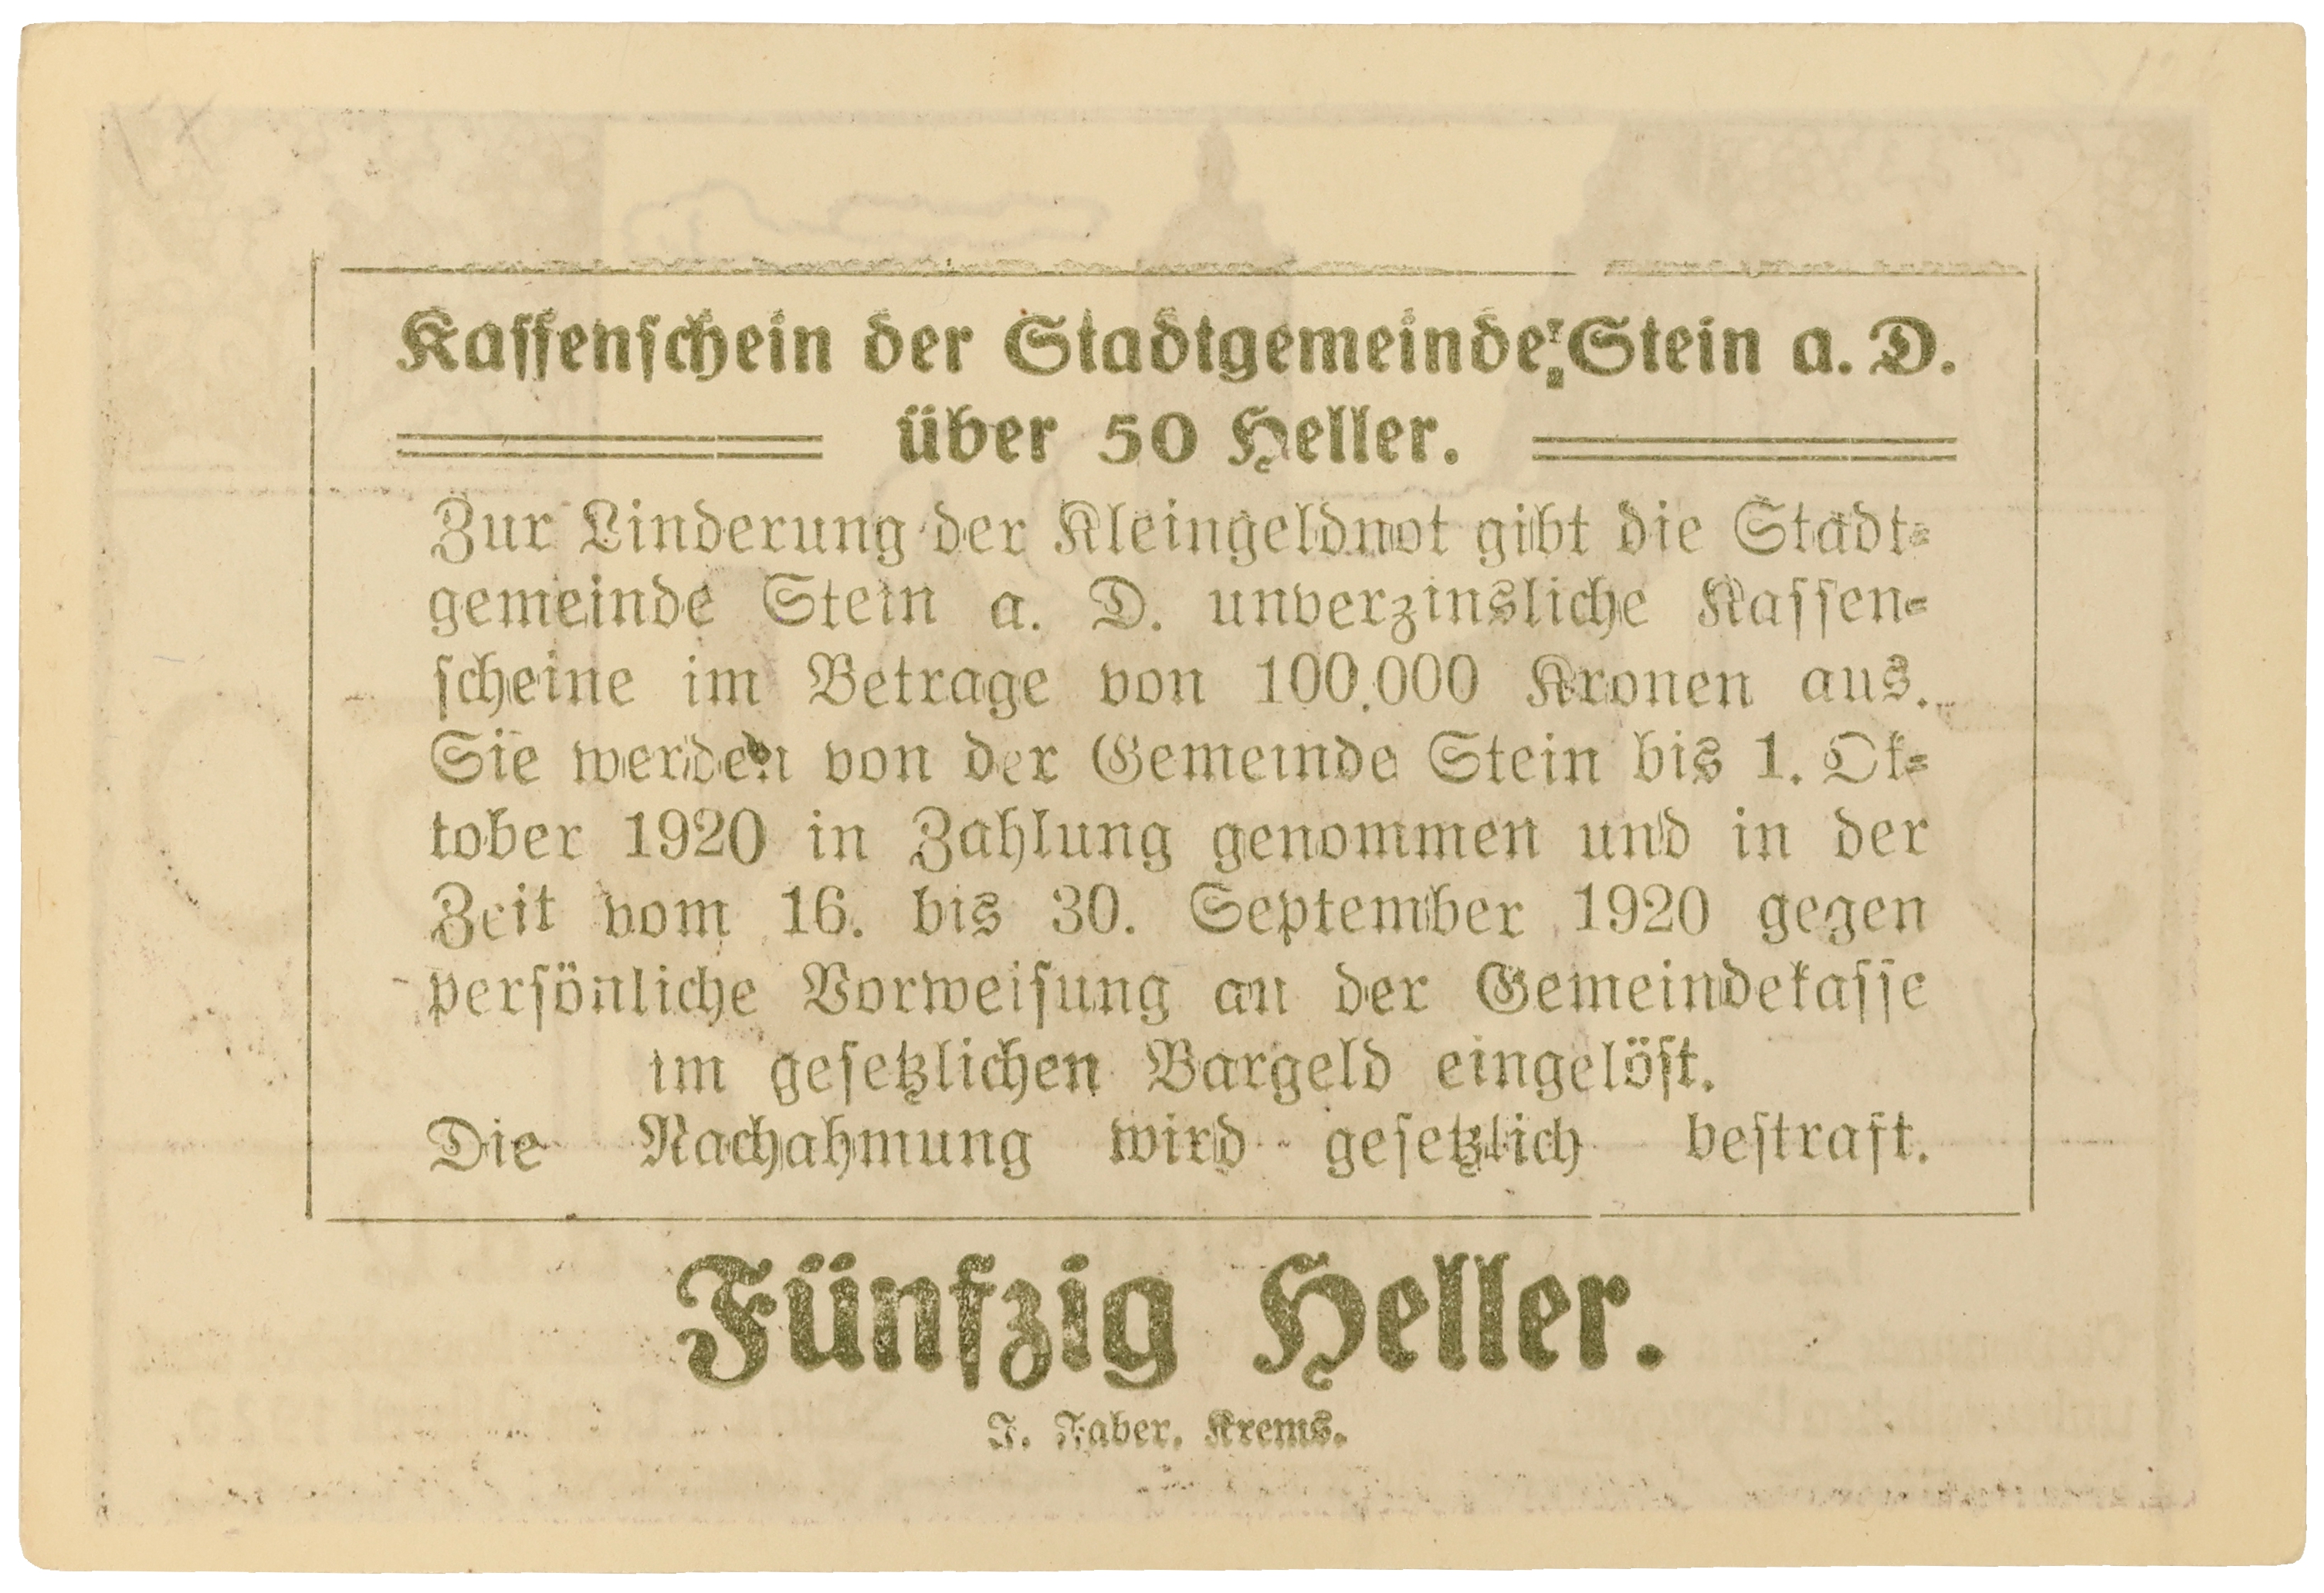 Kassenschein der Stadtgemeinde Stein a. D.
über 50 Heller.
Zur Linderung der Kleingeldnot gibt die Stadt-
gemeinde Stein a. D. unverzinsliche Kassen-
scheine im Betrage von 100.000 Kronen aus.
Sie werden von der Gemeinde Stein bis 1. Ok-
tober 1920 in Zahlung genommen und in der
Zeit vom 16. bis 30. September 1920 gegen
persönliche Vorweisung an der Gemeindekasse
im gesetzlichen Bargeld eingelöst.
Die Nachahmung wird gesetzlich bestraft.
Fünfzig Heller.
J. Faber, Krems.